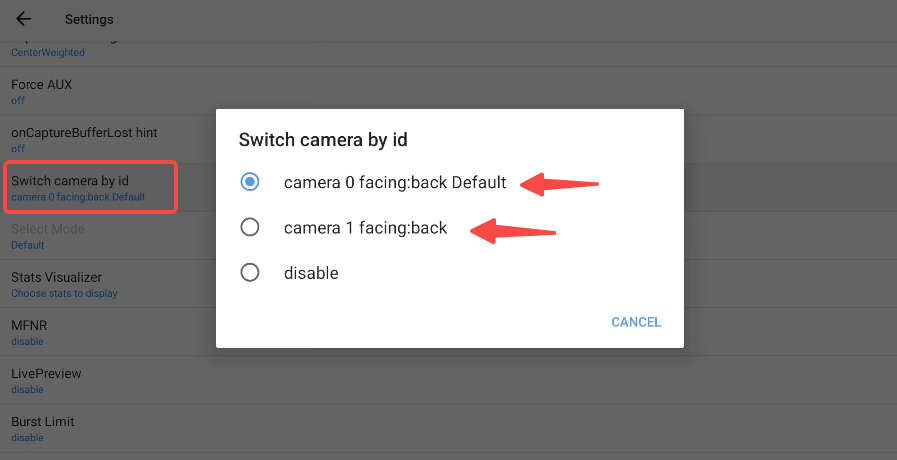 Settings
CenterWeighted
Force AUX
off
onCaptureBufferLost hint
off
Switch camera by id
camera 0 facing:back Default
Select Mode
Default
Stats Visualizer
Choose stats to display
MFNR
disable
LivePreview
disable
Burst Limit
disable
Switch camera by id
camera 0 facing:back Default
camera 1 facing:back
disable
CANCEL